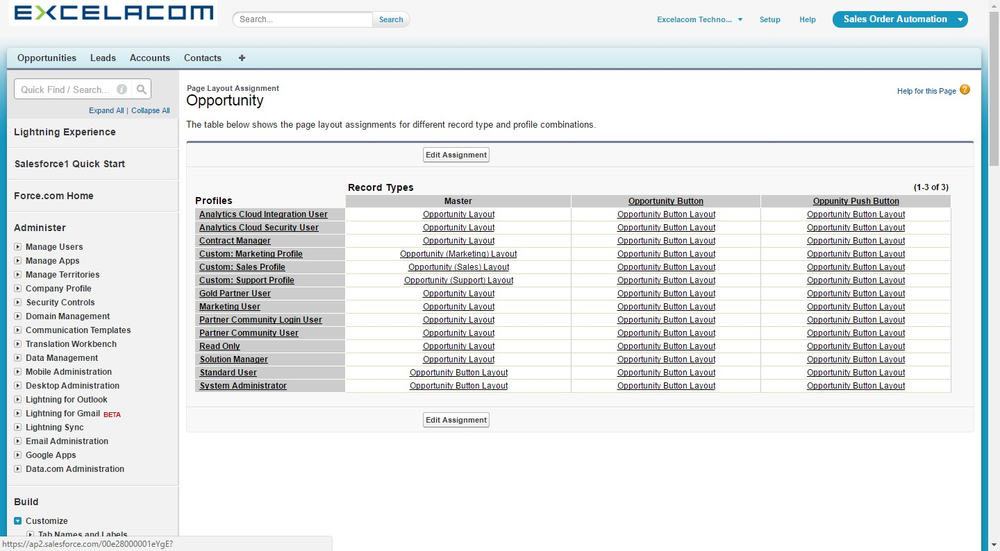 EXCELACOM
Search... Search
Excelacom Techno... Setup Help Sales Order Automation
Opportunities Leads Accounts Contacts
Quick Find / Search...
Expand All | Collapse All
Lightning Experience
Salesforce1 Quick Start
Force.com Home
Administer
Manage Users
Manage Apps
Manage Territories
Company Profile
Security Controls
Domain Management
Communication Templates
Translation Workbench
Data Management
Mobile Administration
Desktop Administration
Lightning for Outlook
Lightning for Gmail BETA
Lightning Sync
Email Administration
Google Apps
Data.com Administration
Build
Customize
Tab Names and Labels
https://ap2.salesforce.com/00e28000001eYgE?
Page Layout Assignment
Opportunity
Help for this Page ?
The table below shows the page layout assignments for different record type and profile combinations.
Edit Assignment
Record Types (1-3 of 3)
Profiles Master Opportunity Button Oppunity Push Button
Analytics Cloud Integration User Opportunity Layout Opportunity Button Layout Opportunity Button Layout
Analytics Cloud Security User Opportunity Layout Opportunity Button Layout Opportunity Button Layout
Contract Manager Opportunity Layout Opportunity Button Layout Opportunity Button Layout
Custom: Marketing Profile Opportunity (Marketing) Layout Opportunity Button Layout Opportunity Button Layout
Custom: Sales Profile Opportunity (Sales) Layout Opportunity Button Layout Opportunity Button Layout
Custom: Support Profile Opportunity (Support) Layout Opportunity Button Layout Opportunity Button Layout
Gold Partner User Opportunity Layout Opportunity Button Layout Opportunity Button Layout
Marketing User Opportunity Layout Opportunity Button Layout Opportunity Button Layout
Partner Community Login User Opportunity Layout Opportunity Button Layout Opportunity Button Layout
Partner Community User Opportunity Layout Opportunity Button Layout Opportunity Button Layout
Read Only Opportunity Layout Opportunity Button Layout Opportunity Button Layout
Solution Manager Opportunity Layout Opportunity Button Layout Opportunity Button Layout
Standard User Opportunity Button Layout Opportunity Button Layout Opportunity Button Layout
System Administrator Opportunity Button Layout Opportunity Button Layout Opportunity Button Layout
Edit Assignment